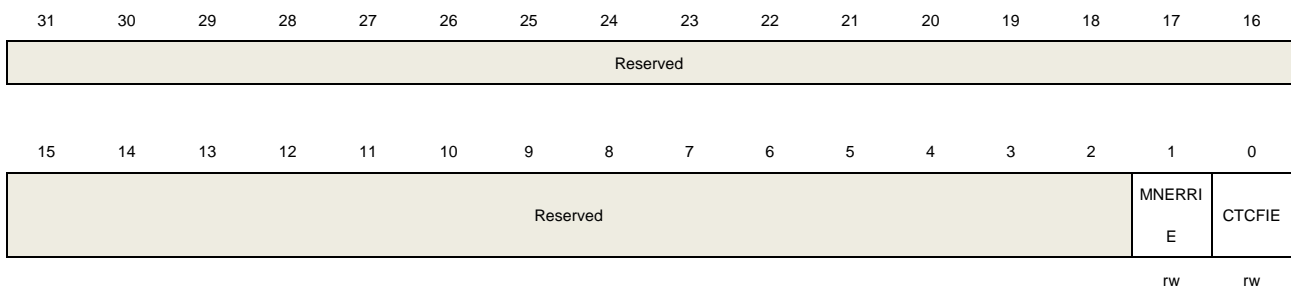 31 30 29 28 27 26 25 24 23 22 21 20 19 18 17 16
Reserved
15 14 13 12 11 10 9 8 7 6 5 4 3 2 1 0
Reserved
MNERRI
E
CTCFIE
rw rw